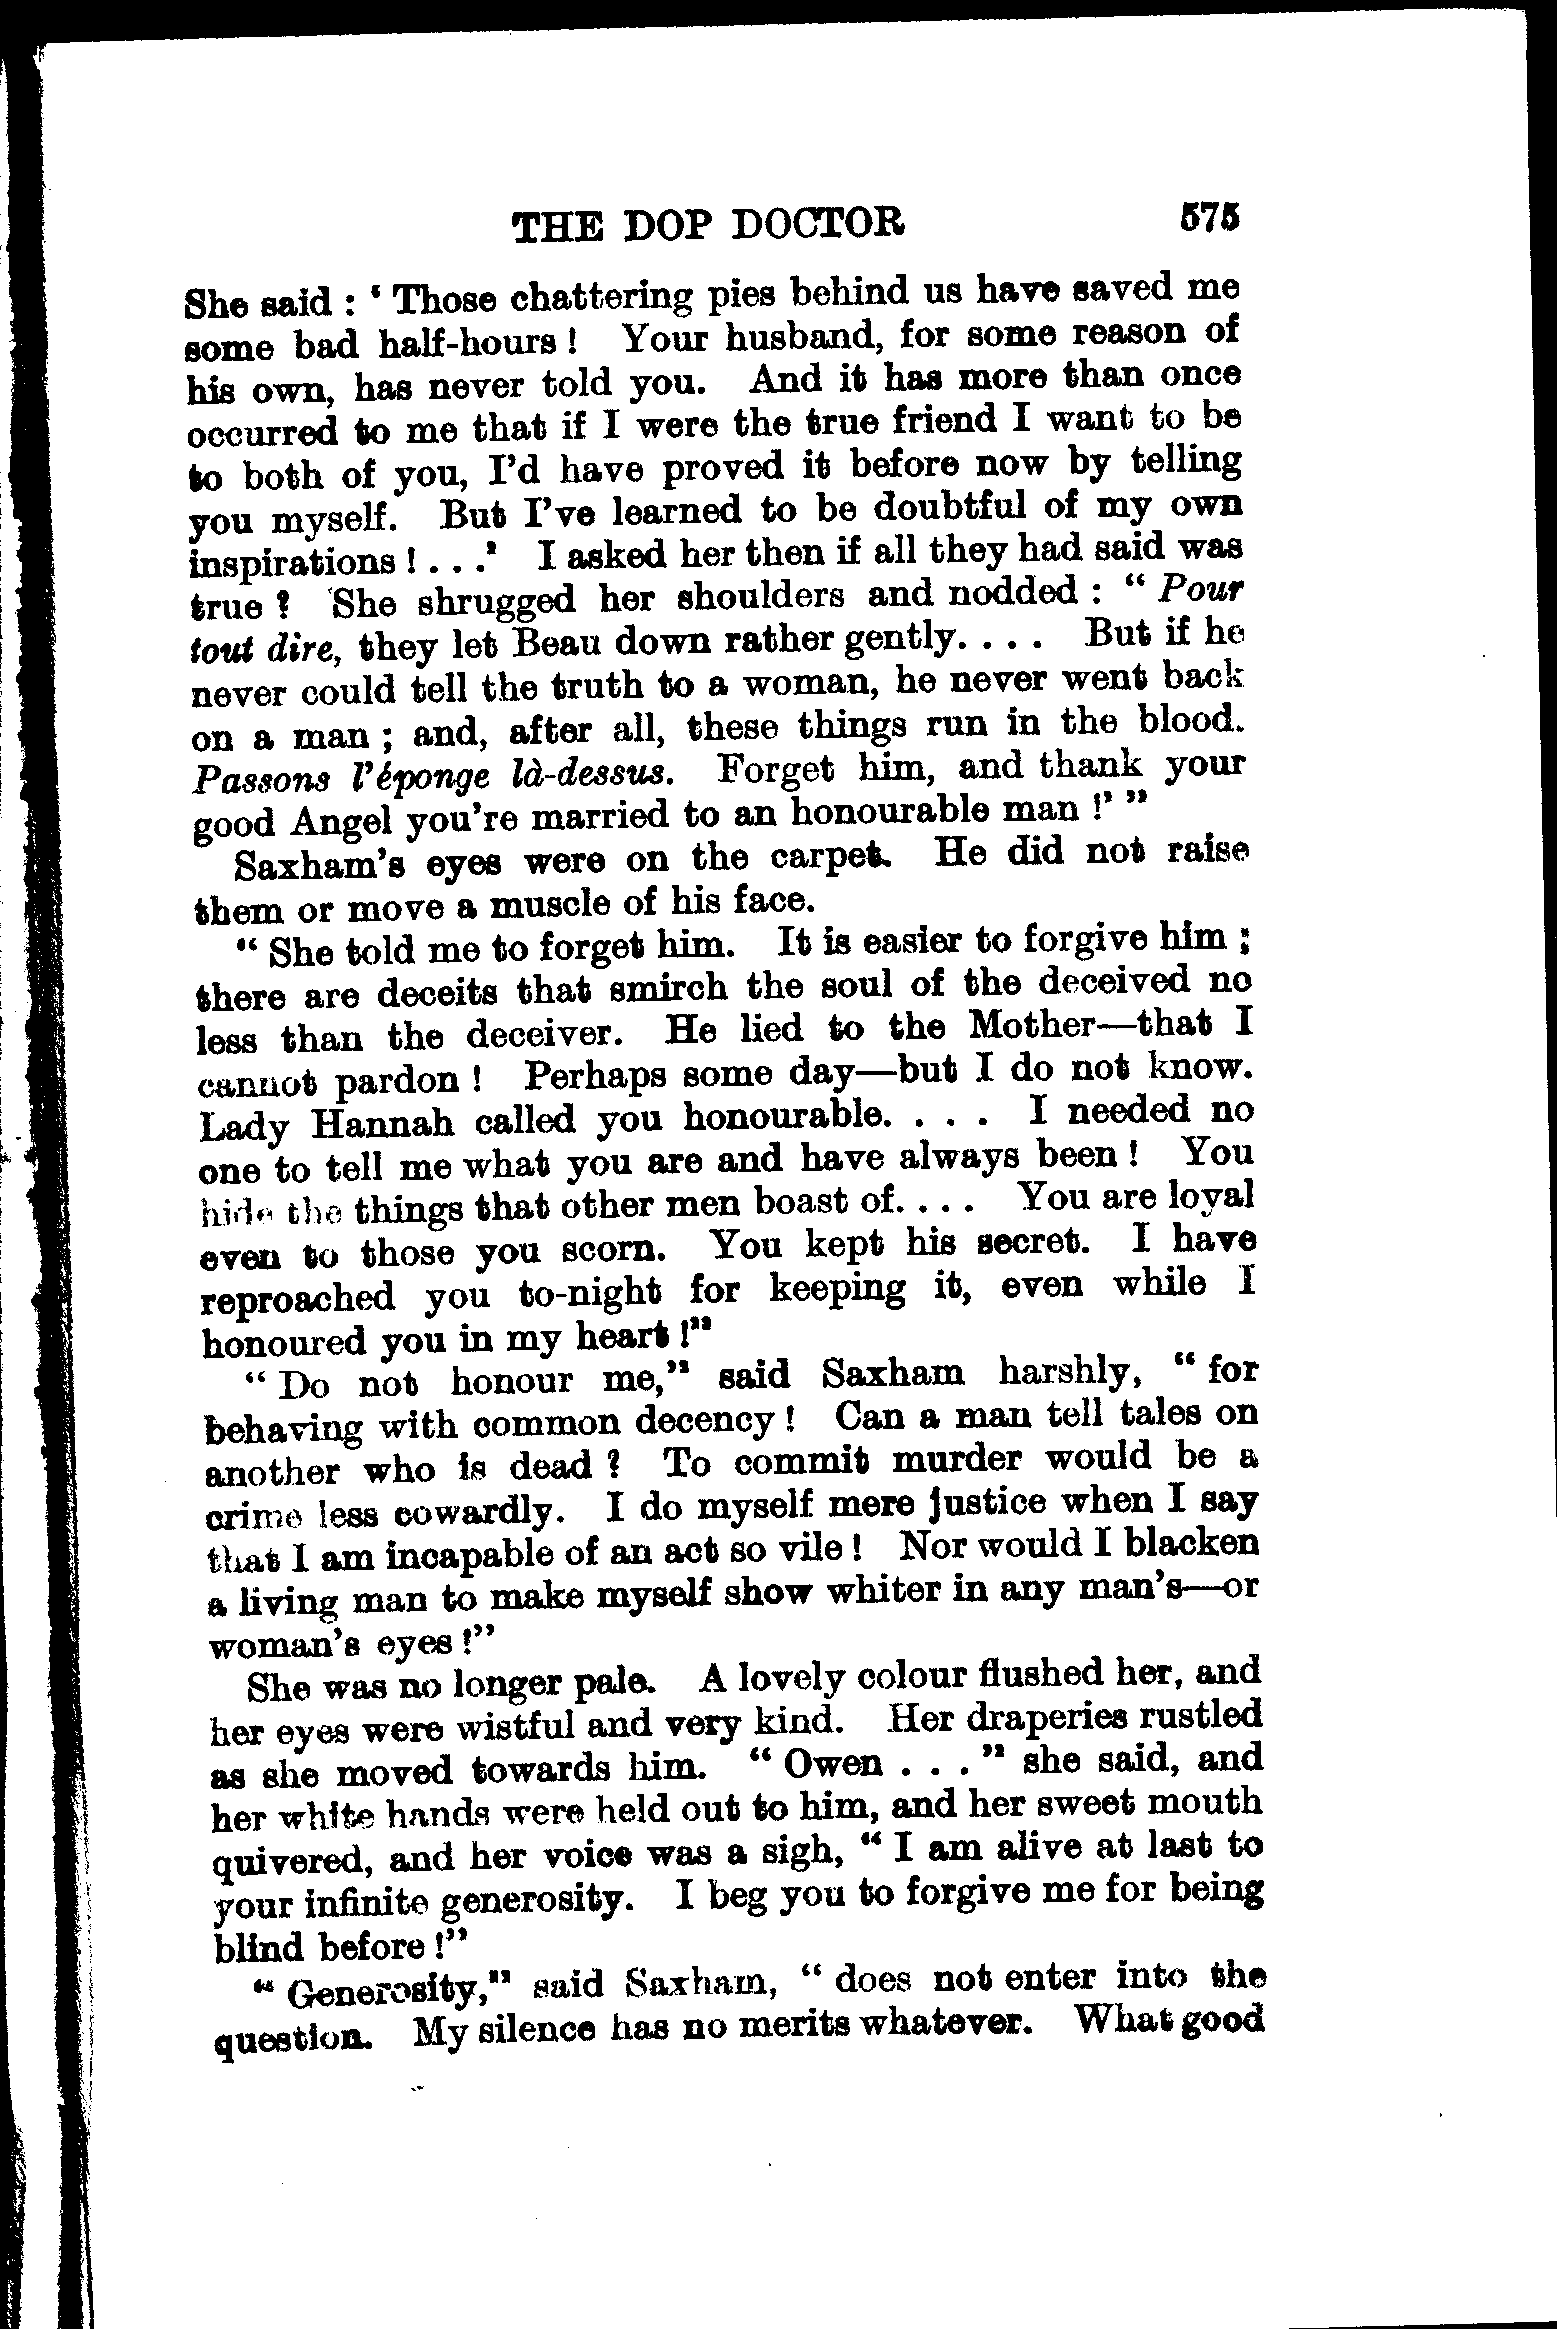 THE DOP DOCTOR 575
She said : ‘ Those chattering pies behind us have saved me
some bad half-hours ! Your husband, for some reason of
his own, has never told you. And it has more than once
occurred to me that if I were the true friend I want to be
to both of you, I’d have proved it before now by telling
you myself. But I’ve learned to be doubtful of my own
inspirations ! . . .’ I asked her then if all they had said was
true ? She shrugged her shoulders and nodded : “ Pour
tout dire, they let Beau down rather gently. . . . But if he
never could tell the truth to a woman, he never went back
on a man ; and, after all, these things run in the blood.
Passons l’éponge là-dessus. Forget him, and thank your
good Angel you’re married to an honourable man !’ ”
Saxham’s eyes were on the carpet. He did not raise
them or move a muscle of his face.
“ She told me to forget him. It is easier to forgive him ;
there are deceits that smirch the soul of the deceived no
less than the deceiver. He lied to the Mother—that I
cannot pardon ! Perhaps some day—but I do not know.
Lady Hannah called you honourable. . . . I needed no
one to tell me what you are and have always been ! You
hide the things that other men boast of. . . . You are loyal
even to those you scorn. You kept his secret. I have
reproached you to-night for keeping it, even while I
honoured you in my heart !”
“ Do not honour me,” said Saxham harshly, “ for
behaving with common decency ! Can a man tell tales on
another who is dead ? To commit murder would be a
crime less cowardly. I do myself mere justice when I say
that I am incapable of an act so vile ! Nor would I blacken
a living man to make myself show whiter in any man’s—or
woman’s eyes !”
She was no longer pale. A lovely colour flushed her, and
her eyes were wistful and very kind. Her draperies rustled
as she moved towards him. “ Owen . . . ” she said, and
her white hands were held out to him, and her sweet mouth
quivered, and her voice was a sigh, “ I am alive at last to
your infinite generosity. I beg you to forgive me for being
blind before !”
“ Generosity,” said Saxham, “ does not enter into the
question. My silence has no merits whatever. What good